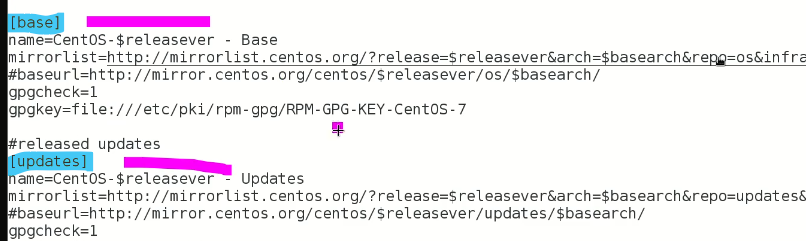 [base]
name=CentOS-$releasever - Base
mirrorlist=http://mirrorlist.centos.org/?release=$releasever&arch=$basearch&repo=os&infra
#baseurl=http://mirror.centos.org/centos/$releasever/os/$basearch/
gpgcheck=1
gpgkey=file:///etc/pki/rpm-gpg/RPM-GPG-KEY-CentOS-7
#released updates
[updates]
name=CentOS-$releasever - Updates
mirrorlist=http://mirrorlist.centos.org/?release=$releasever&arch=$basearch&repo=updates&
#baseurl=http://mirror.centos.org/centos/$releasever/updates/$basearch/
gpgcheck=1